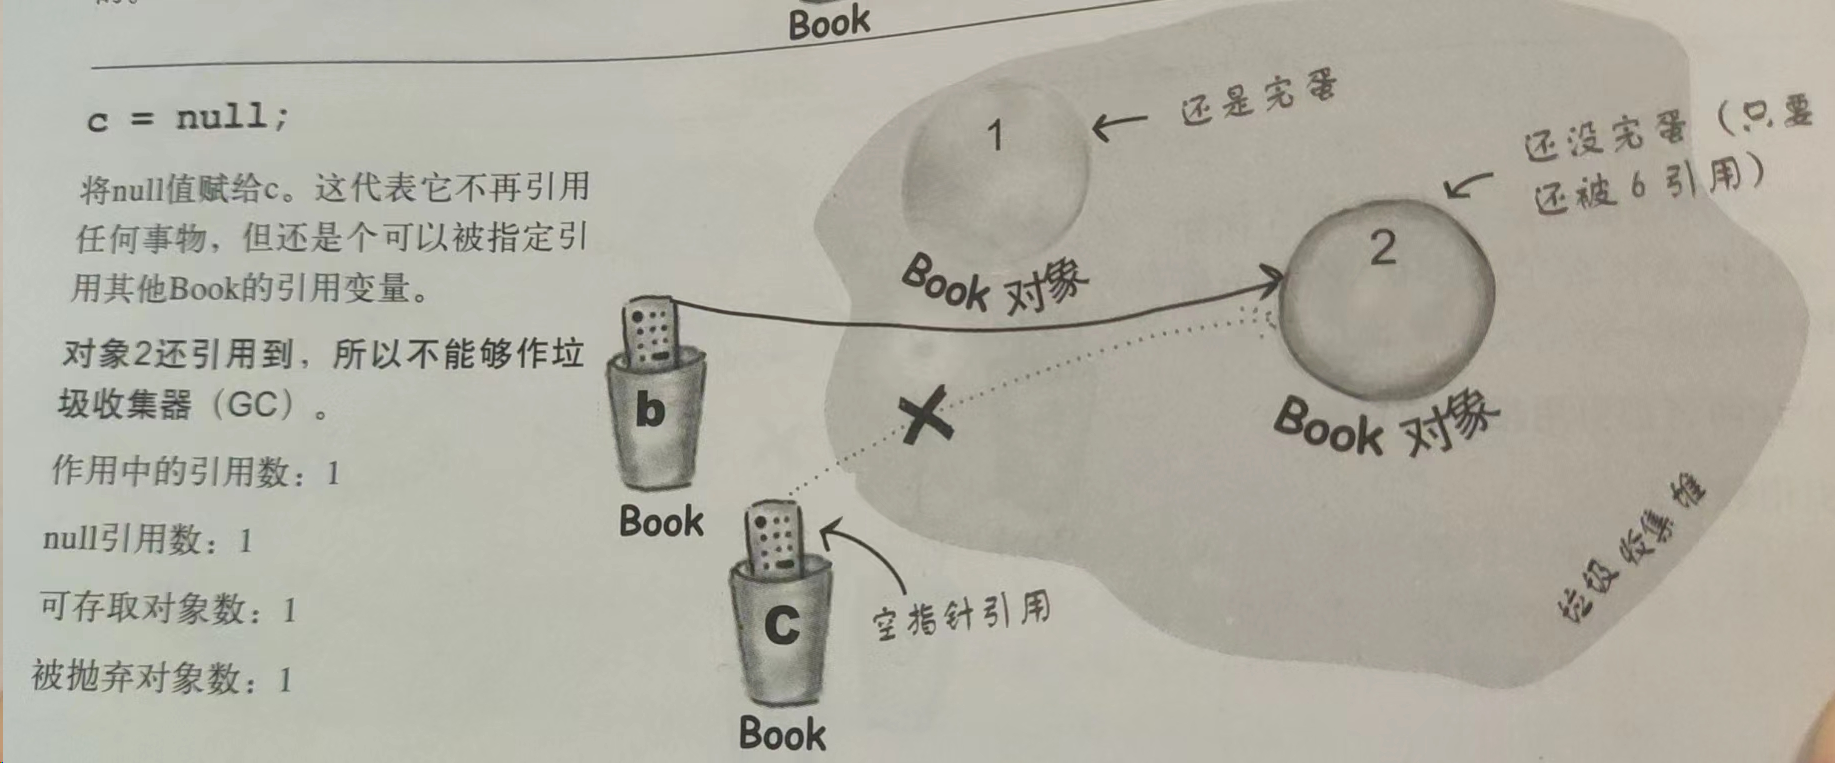 Book
c = null;
将null值赋给c。这代表它不再引用
任何事物，但还是个可以被指定引
用其他Book的引用变量。
对象2还引用到，所以不能够作垃
圾收集器（GC）。
作用中的引用数：1
null引用数：1
可存取对象数：1
被抛弃对象数：1
1
还是完蛋
Book 对象
2
还没完蛋（只要
还被6引用）
Book 对象
b
Book
C
Book
空指针引用
垃圾收集堆